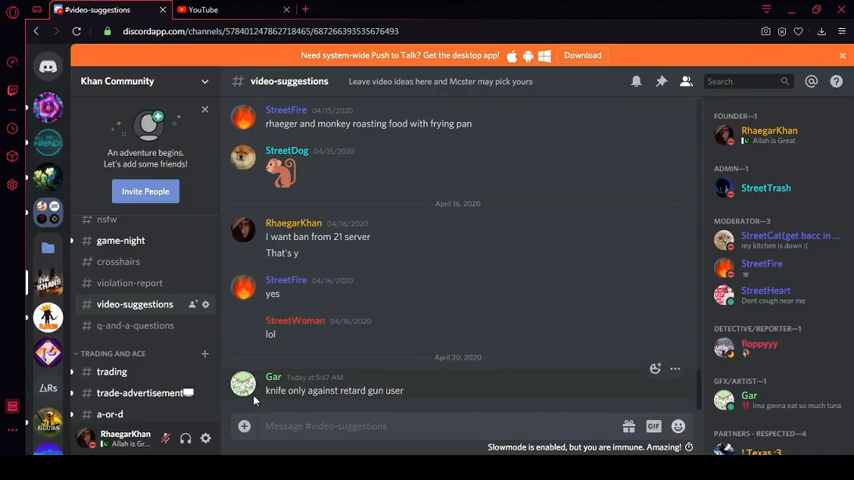 #video-suggestions
YouTube
discordapp.com/channels/578401247862718465/687266393535676493
Need system-wide Push to Talk? Get the desktop app!
Download
Khan Community
# video-suggestions
Leave video ideas here and Mcster may pick yours
Search
An adventure begins.
Let's add some friends!
Invite People
# nsfw
# game-night
# crosshairs
# violation-report
# video-suggestions
# q-and-a-questions
TRADING AND ACE
# trading
# trade-advertisement
# a-or-d
RhaegarKhan
Allah is Gr...
StreetFire 04/15/2020
rhaeger and monkey roasting food with frying pan
StreetDog 04/15/2020
April 16, 2020
RhaegarKhan 04/16/2020
I want ban from 21 server
That's y
StreetFire 04/16/2020
yes
StreetWoman 04/16/2020
lol
April 20, 2020
Gar Today at 5:47 AM
knife only against retard gun user
Message #video-suggestions
GIF
Slowmode is enabled, but you are immune. Amazing!
FOUNDER—1
RhaegarKhan
Allah is Great
ADMIN—1
StreetTrash
MODERATOR—3
StreetCat(get bacc in ...
my kitchen is down :(
StreetFire
StreetHeart
Dont cough near me
DETECTIVE/REPORTER—1
floppyyy
GFX/ARTIST—1
Gar
Ima gonna eat so much tuna
PARTNERS - RESPECTED—4
! Texas :3